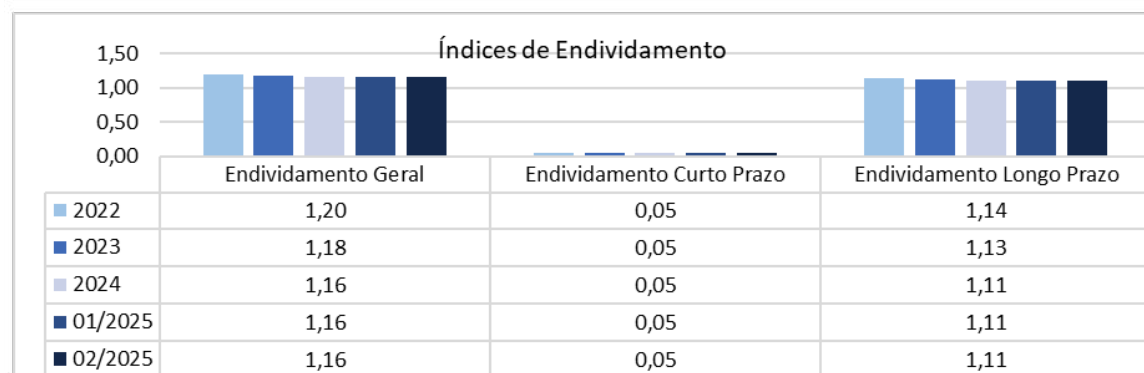 Índices de Endividamento
1,50
1,00
0,50
0,00
Endividamento Geral Endividamento Curto Prazo Endividamento Longo Prazo
2022 1,20 0,05 1,14
2023 1,18 0,05 1,13
2024 1,16 0,05 1,11
01/2025 1,16 0,05 1,11
02/2025 1,16 0,05 1,11